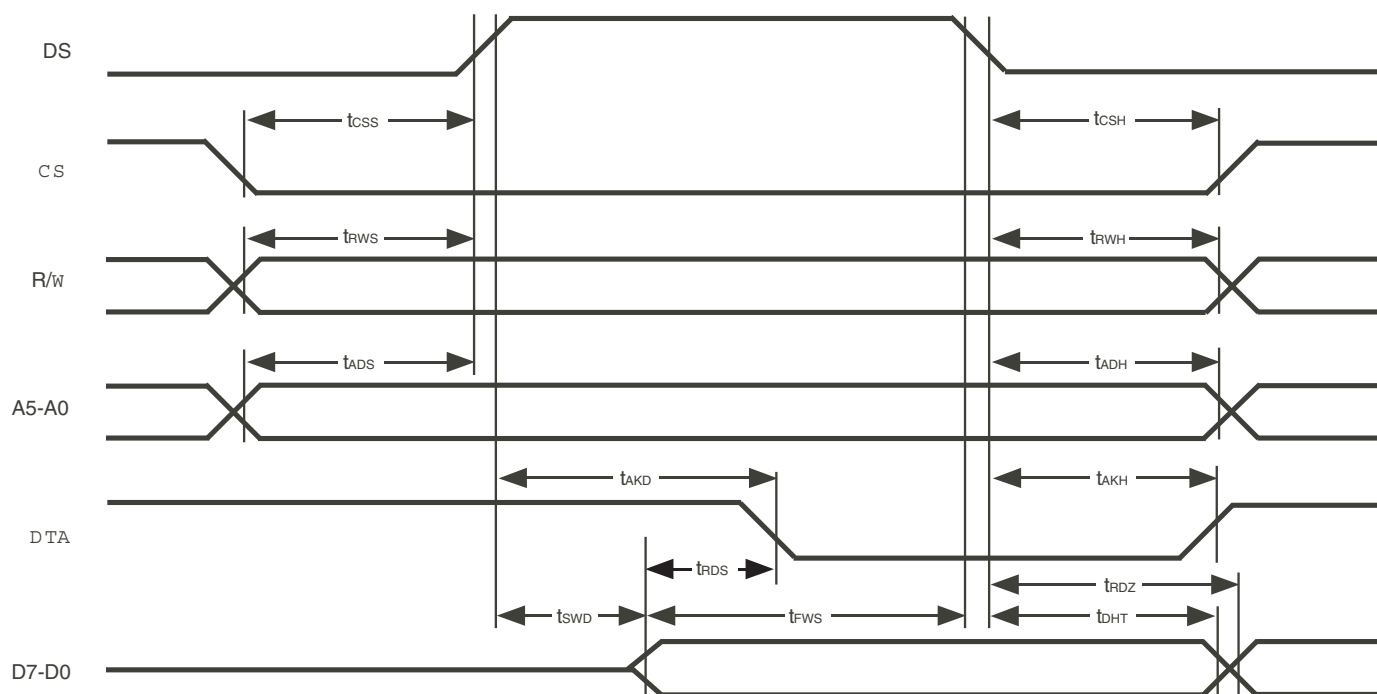 DS
tCSS
tCSH
CS
tRWS
tRWH
R/W
tADS
tADH
A5-A0
tAKD
tAKH
DTA
tRDS
tRDZ
tSWD
tFWS
tDHT
D7-D0